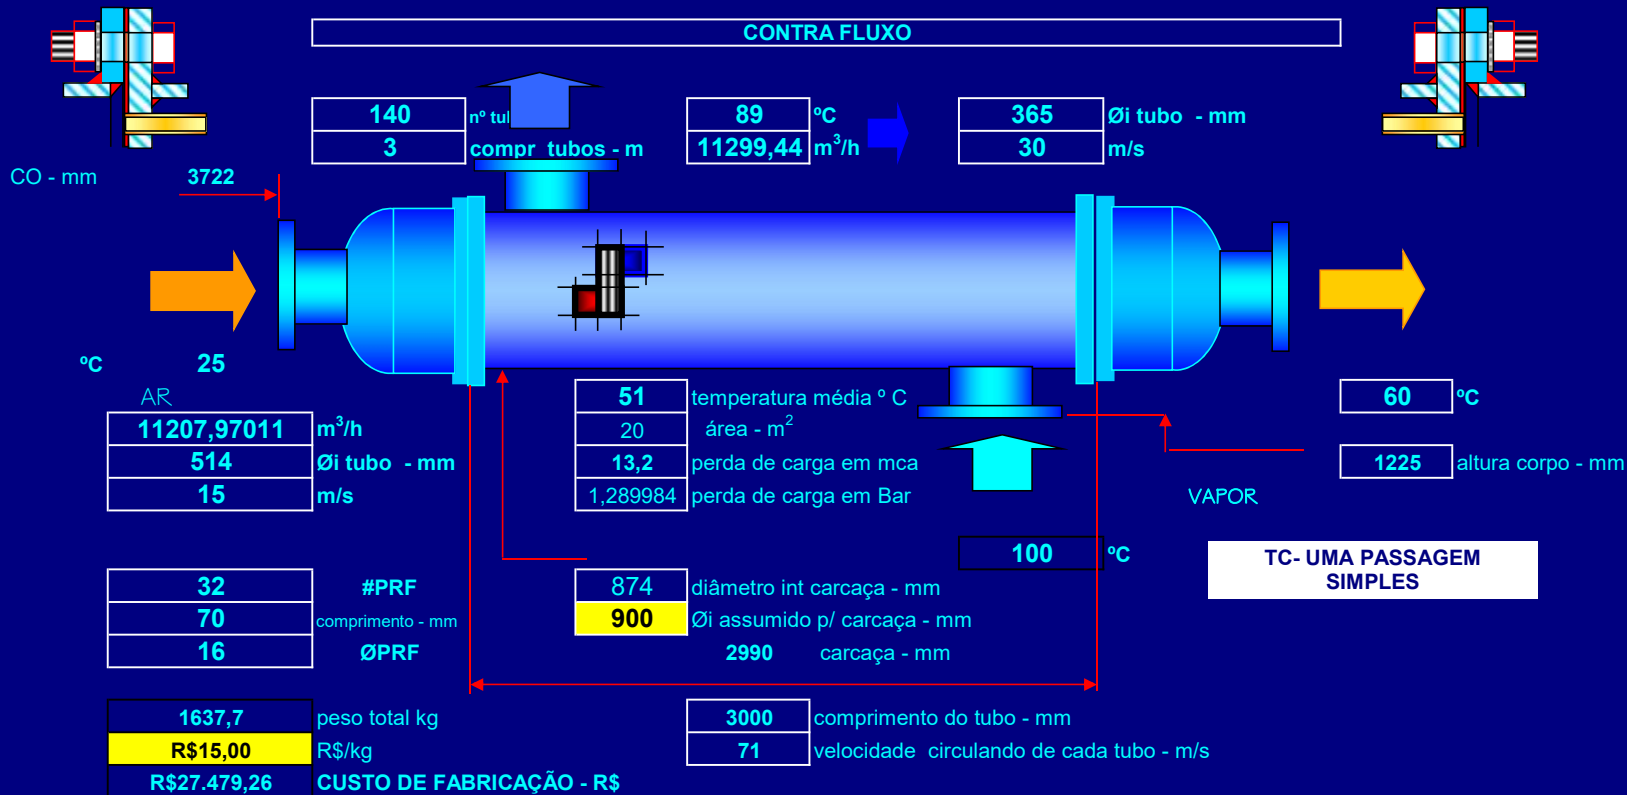 CONTRA FLUXO
140 nº
89 ºC
365 Øi tubo - mm
3 compr tubos - m
11299,44 m³/h
30 m/s
CO - mm 3722
ºC 25
AR
11207,97011 m³/h
514 Øi tubo - mm
15 m/s
51 temperatura média º C
20 área - m²
13,2 perda de carga em mca
1,289984 perda de carga em Bar
60 ºC
1225 altura corpo - mm
VAPOR
100 ºC
TC- UMA PASSAGEM
SIMPLES
32 #PRF
70 comprimento - mm
16 ØPRF
874 diâmetro int carcaça - mm
900 Øi assumido p/ carcaça - mm
2990 carcaça - mm
1637,7 peso total kg
R$15,00 R$/kg
R$27.479,26 CUSTO DE FABRICAÇÃO - R$
3000 comprimento do tubo - mm
71 velocidade circulando de cada tubo - m/s